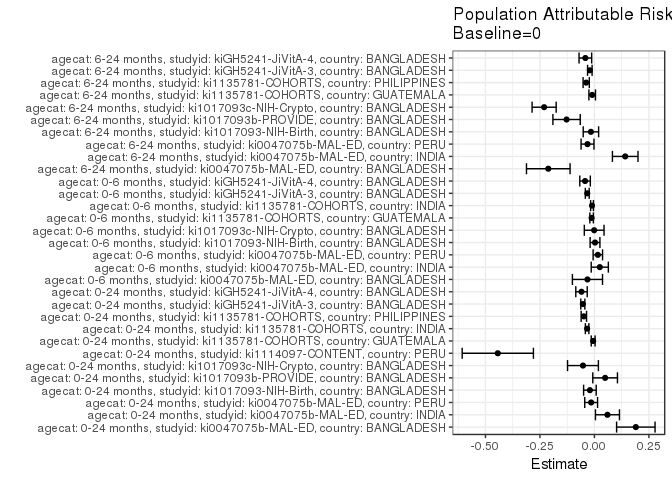 Population Attributable Risk
Baseline=0
agecat: 6-24 months, studyid: kiGH5241-JiVitA-4, country: BANGLADESH
agecat: 6-24 months, studyid: kiGH5241-JiVitA-3, country: BANGLADESH
agecat: 6-24 months, studyid: ki1135781-COHORTS, country: PHILIPPINES
agecat: 6-24 months, studyid: ki1135781-COHORTS, country: GUATEMALA
agecat: 6-24 months, studyid: ki1017093c-NIH-Crypto, country: BANGLADESH
agecat: 6-24 months, studyid: ki1017093b-PROVIDE, country: BANGLADESH
agecat: 6-24 months, studyid: ki1017093-NIH-Birth, country: BANGLADESH
agecat: 6-24 months, studyid: ki0047075b-MAL-ED, country: PERU
agecat: 6-24 months, studyid: ki0047075b-MAL-ED, country: INDIA
agecat: 6-24 months, studyid: ki0047075b-MAL-ED, country: BANGLADESH
agecat: 0-6 months, studyid: kiGH5241-JiVitA-4, country: BANGLADESH
agecat: 0-6 months, studyid: kiGH5241-JiVitA-3, country: BANGLADESH
agecat: 0-6 months, studyid: ki1135781-COHORTS, country: INDIA
agecat: 0-6 months, studyid: ki1135781-COHORTS, country: GUATEMALA
agecat: 0-6 months, studyid: ki1017093c-NIH-Crypto, country: BANGLADESH
agecat: 0-6 months, studyid: ki1017093-NIH-Birth, country: BANGLADESH
agecat: 0-6 months, studyid: ki0047075b-MAL-ED, country: PERU
agecat: 0-6 months, studyid: ki0047075b-MAL-ED, country: INDIA
agecat: 0-6 months, studyid: ki0047075b-MAL-ED, country: BANGLADESH
agecat: 0-24 months, studyid: kiGH5241-JiVitA-4, country: BANGLADESH
agecat: 0-24 months, studyid: kiGH5241-JiVitA-3, country: BANGLADESH
agecat: 0-24 months, studyid: ki1135781-COHORTS, country: PHILIPPINES
agecat: 0-24 months, studyid: ki1135781-COHORTS, country: INDIA
agecat: 0-24 months, studyid: ki1135781-COHORTS, country: GUATEMALA
agecat: 0-24 months, studyid: ki1114097-CONTENT, country: PERU
agecat: 0-24 months, studyid: ki1017093c-NIH-Crypto, country: BANGLADESH
agecat: 0-24 months, studyid: ki1017093b-PROVIDE, country: BANGLADESH
agecat: 0-24 months, studyid: ki1017093-NIH-Birth, country: BANGLADESH
agecat: 0-24 months, studyid: ki0047075b-MAL-ED, country: PERU
agecat: 0-24 months, studyid: ki0047075b-MAL-ED, country: INDIA
agecat: 0-24 months, studyid: ki0047075b-MAL-ED, country: BANGLADESH
-0.50 -0.25 0.00 0.25
Estimate